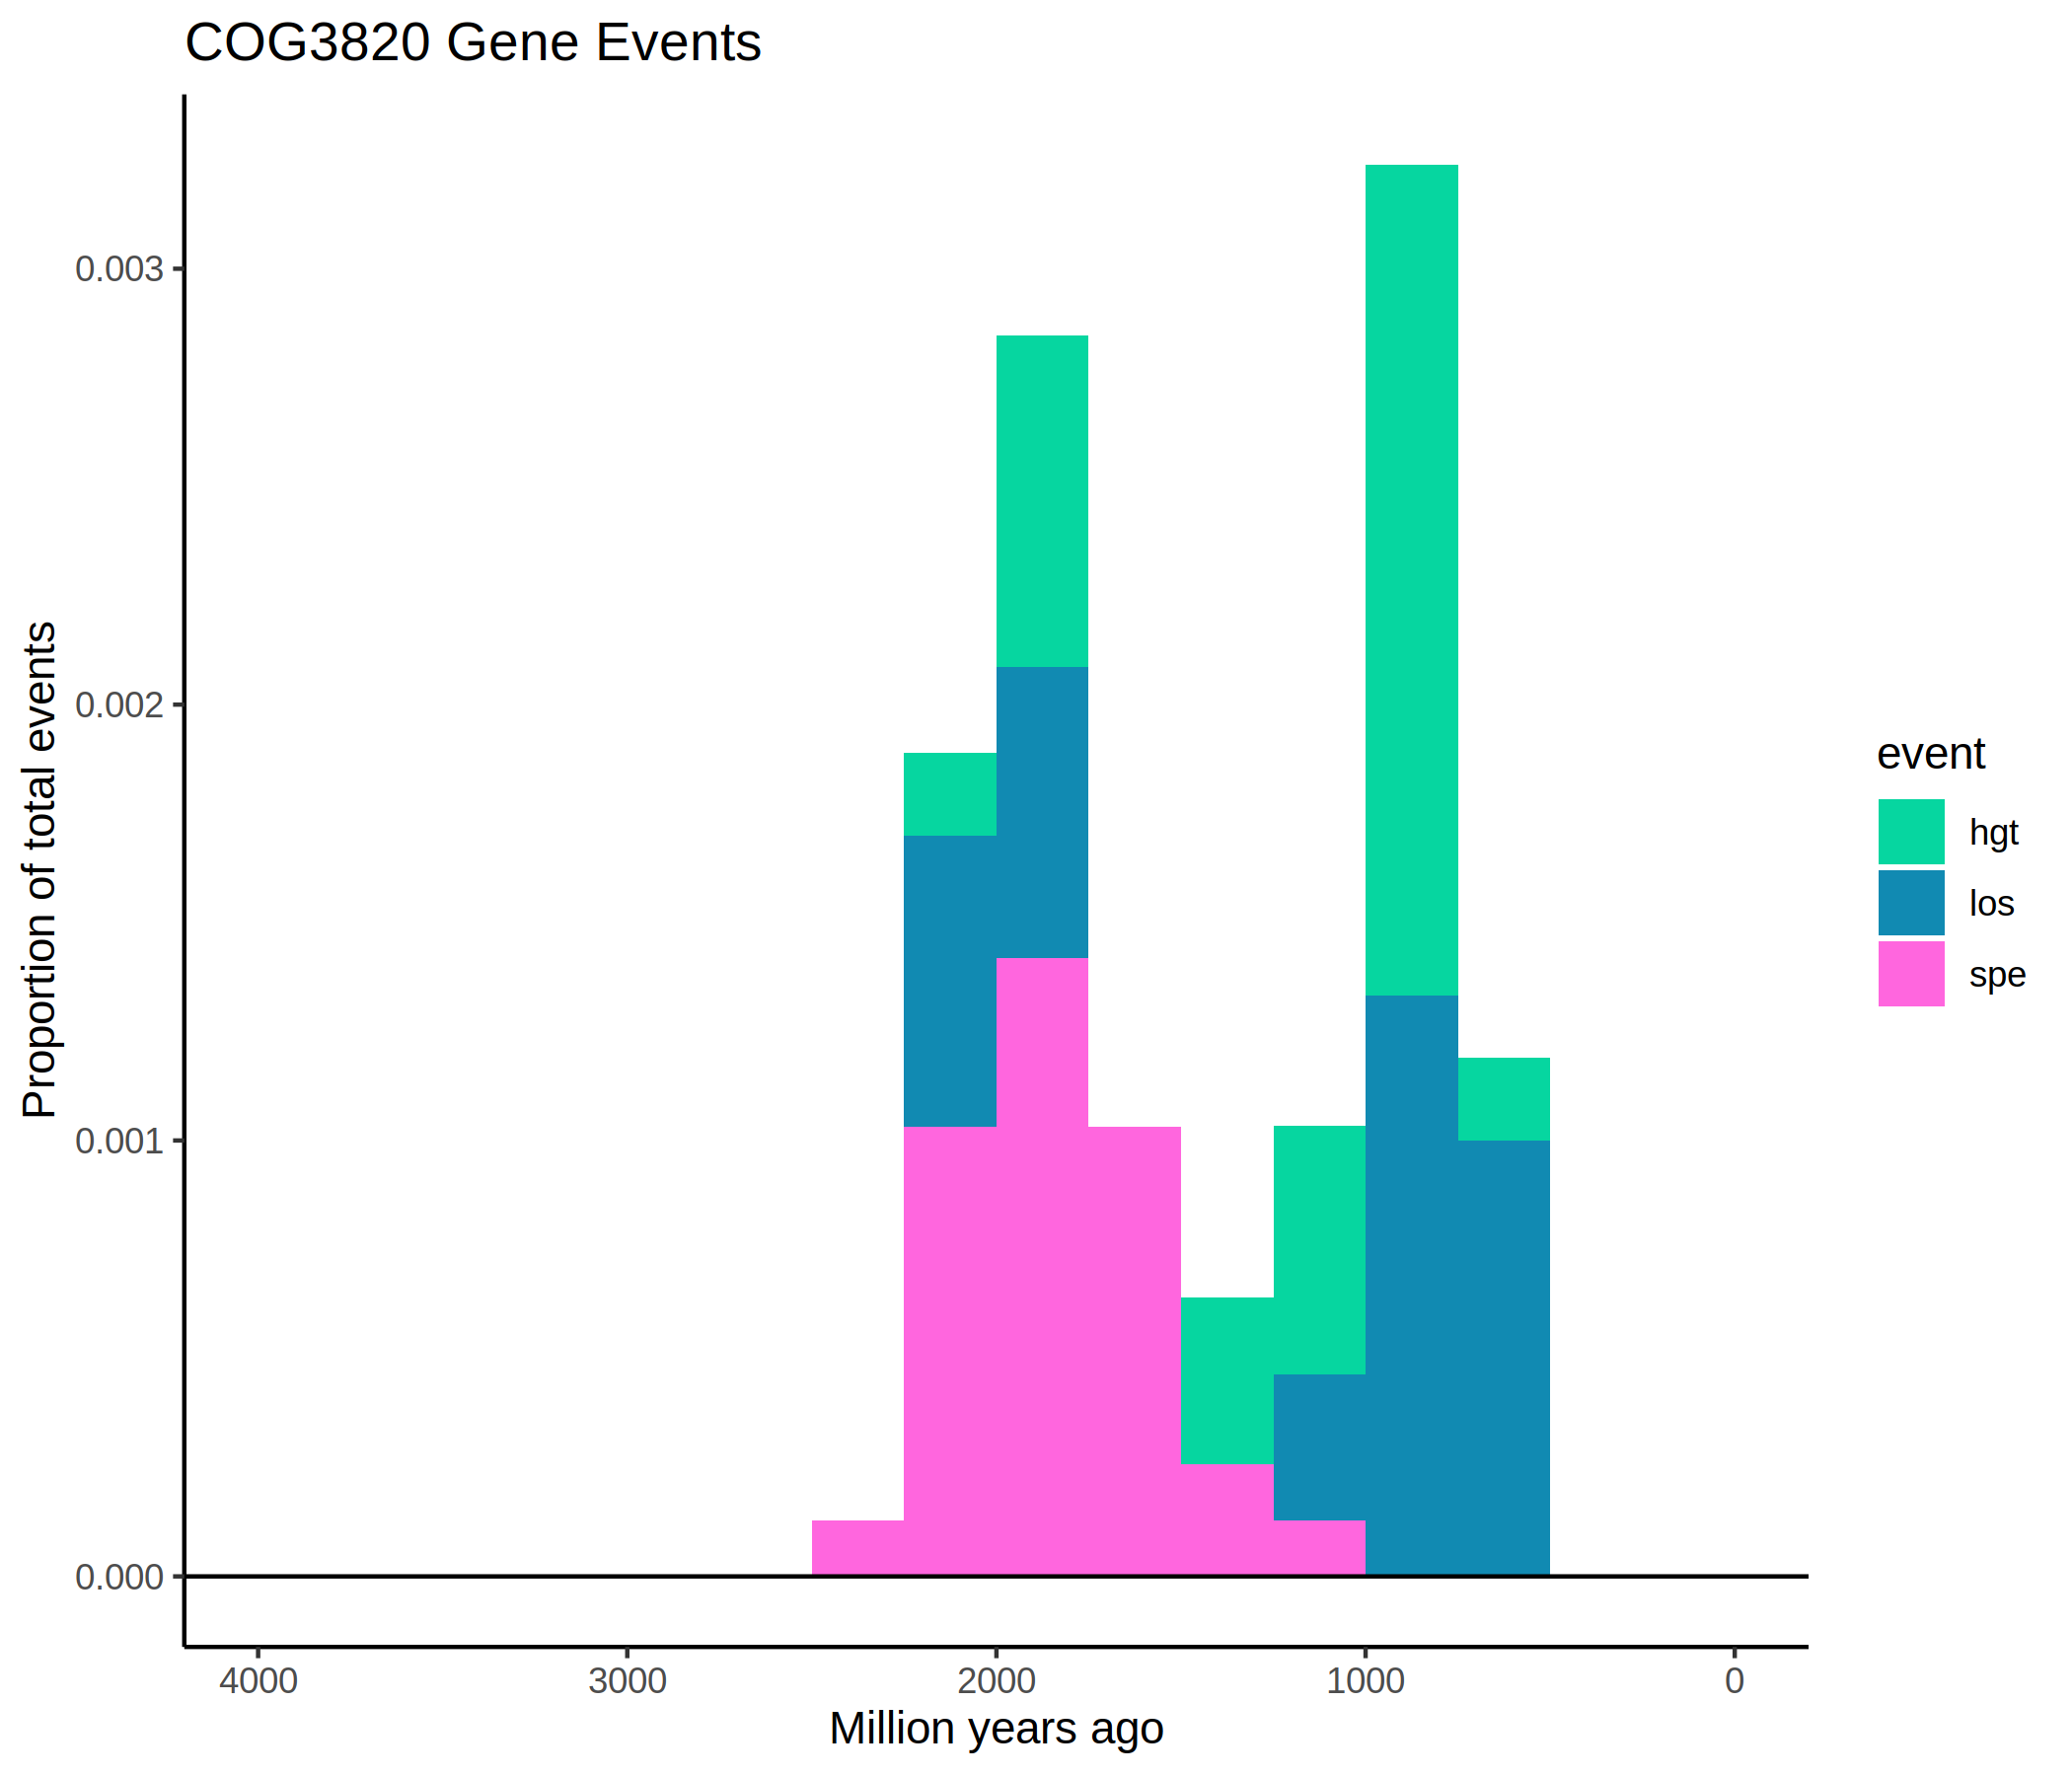 COG3820 Gene Events
Proportion of total events
0.003
0.002
0.001
0.000
4000 3000 2000 1000 0
Million years ago
event
hgt
los
spe